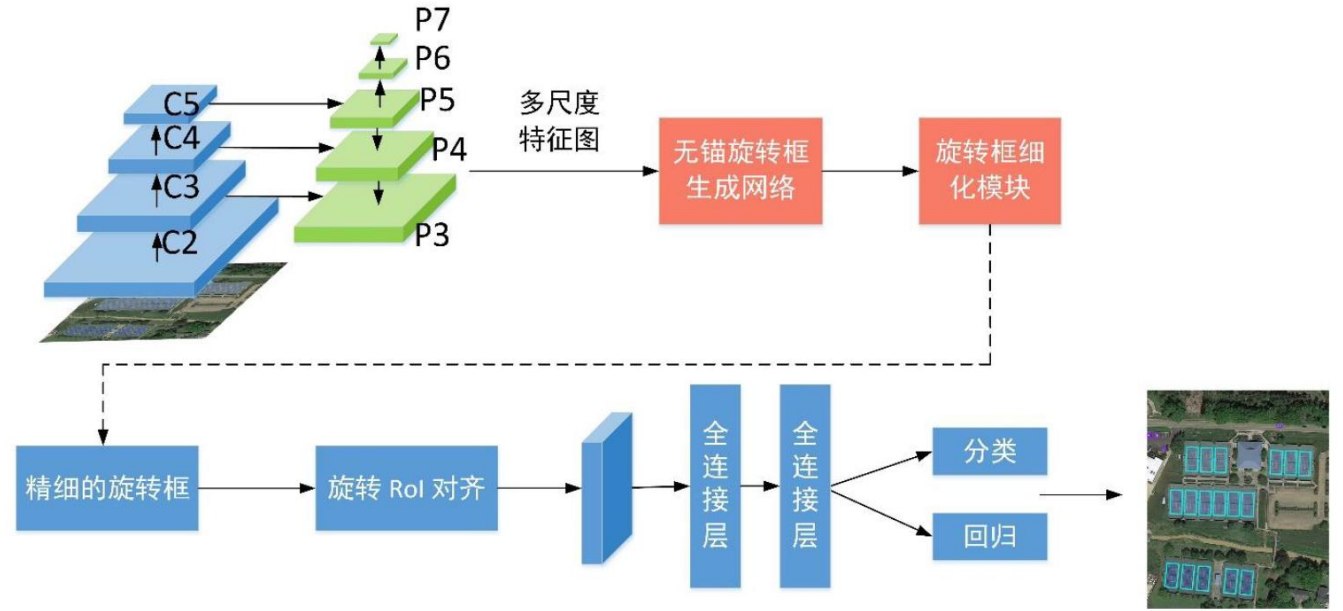 P7
P6
C5
P5
多尺度
特征图
C4
P4
无锚旋转框
生成网络
旋转框细
化模块
C3
C2
P3
精细的旋转框
旋转 RoI 对齐
全连接层
全连接层
分类
回归